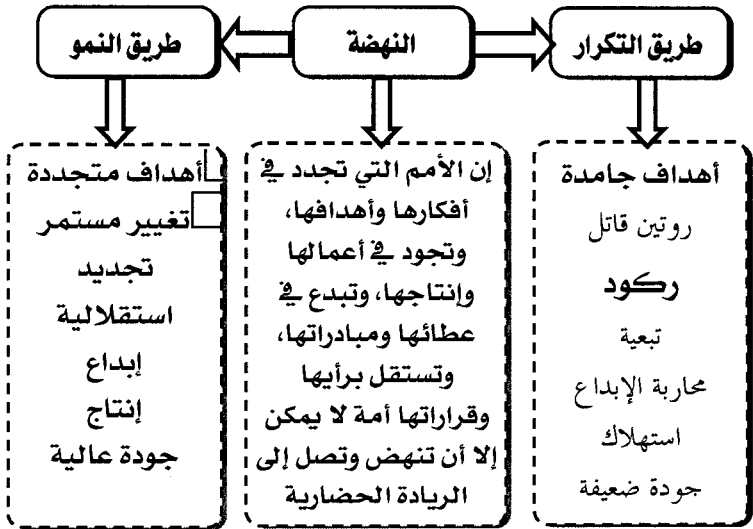 طريق التكرار
النهضة
طريق النمو
أهداف جامدة
روتين قاتل
ركود
تبعية
محاربة الإبداع
استهلاك
جودة ضعيفة
إن الأمم التي تجدد في
أفكارها وأهدافها،
وتجود في أعمالها
وإنتاجها، وتبدع في
عطائها ومبادراتها،
وتستقل برأيها
وقراراتها أمة لا يمكن
إلا أن تنهض وتصل إلى
الريادة الحضارية
أهداف متجددة
تغيير مستمر
تجديد
استقلالية
إبداع
إنتاج
جودة عالية